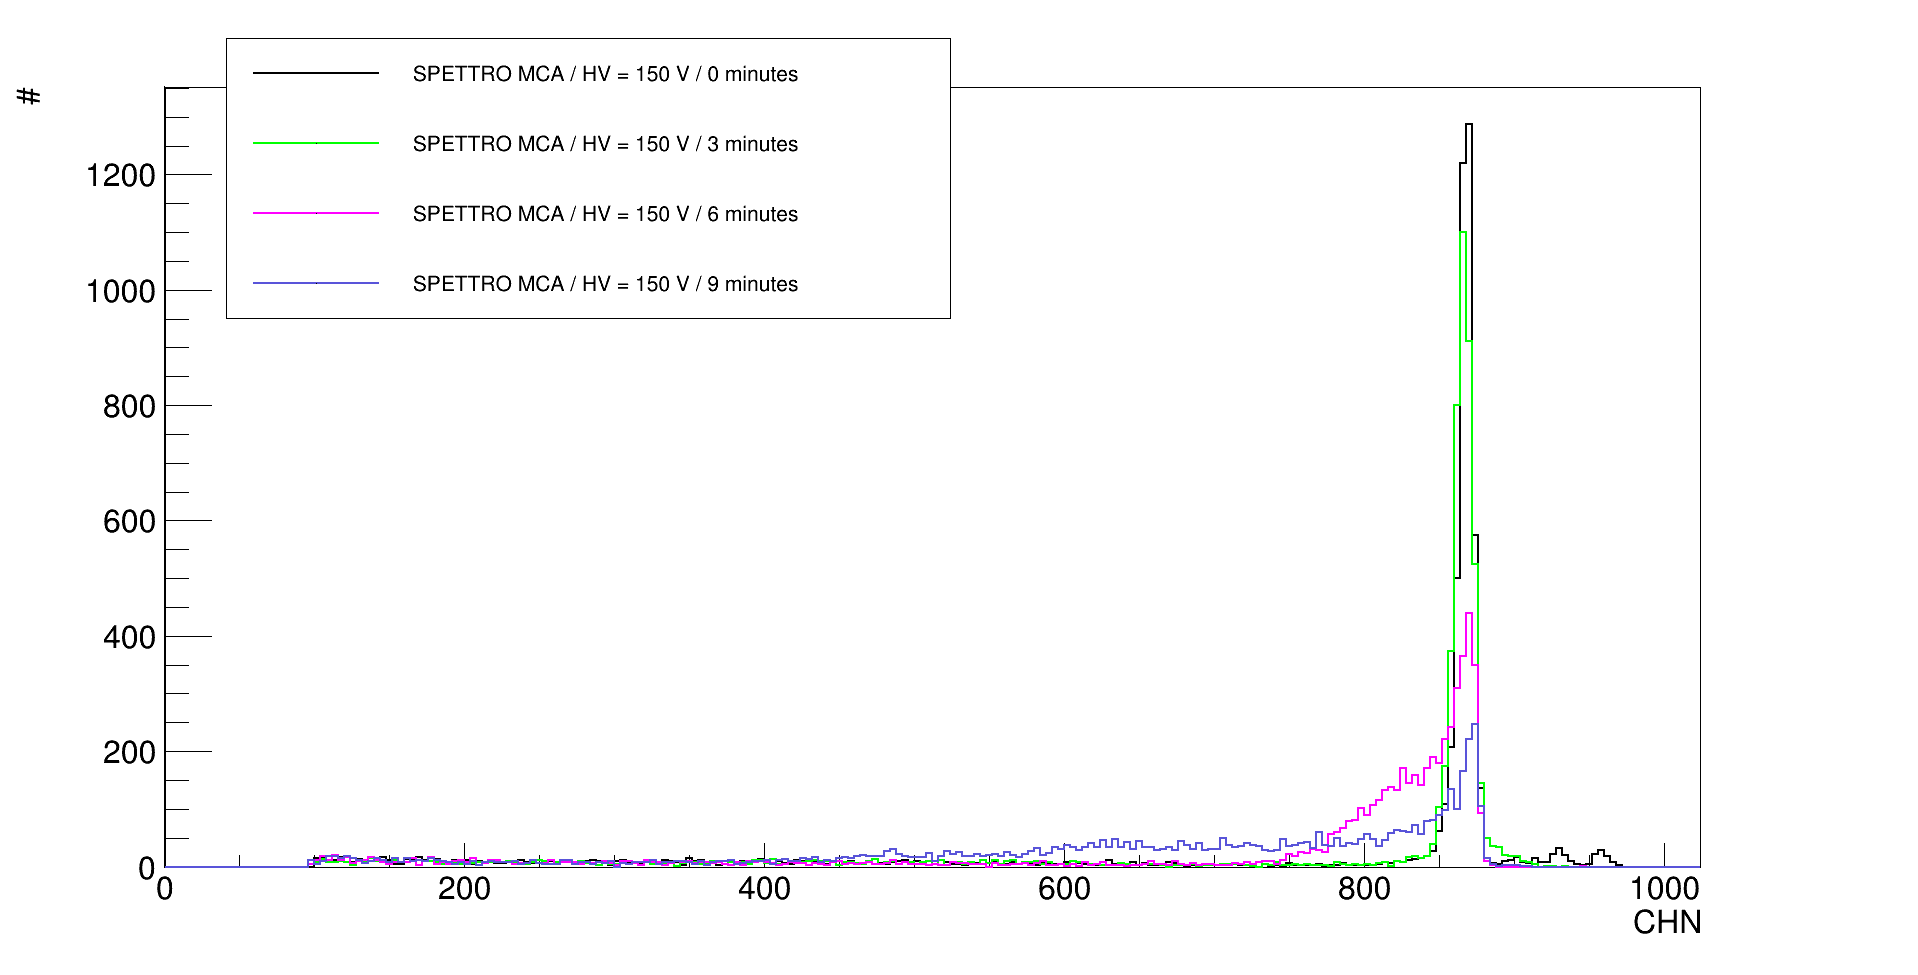 SPETTRO MCA / HV = 150 V / 0 minutes
SPETTRO MCA / HV = 150 V / 3 minutes
SPETTRO MCA / HV = 150 V / 6 minutes
SPETTRO MCA / HV = 150 V / 9 minutes
#
1200
1000
800
600
400
200
0
0 200 400 600 800 1000
CHN